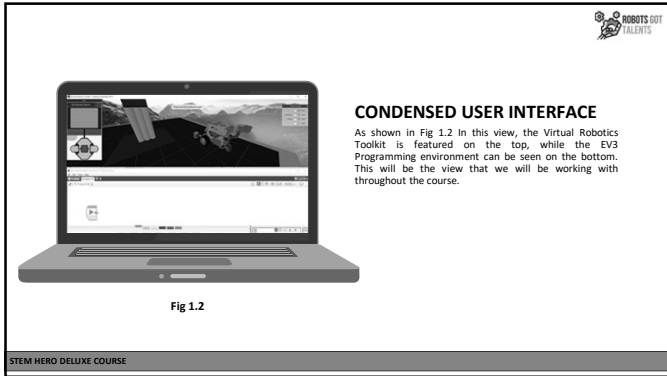 ROBOTS GOT
TALENTS
CONDENSED USER INTERFACE
As shown in Fig 1.2 In this view, the Virtual Robotics
Toolkit is featured on the top, while the EV3
Programming environment can be seen on the bottom.
This will be the view that we will be working with
throughout the course.
Fig 1.2
STEM HERO DELUXE COURSE